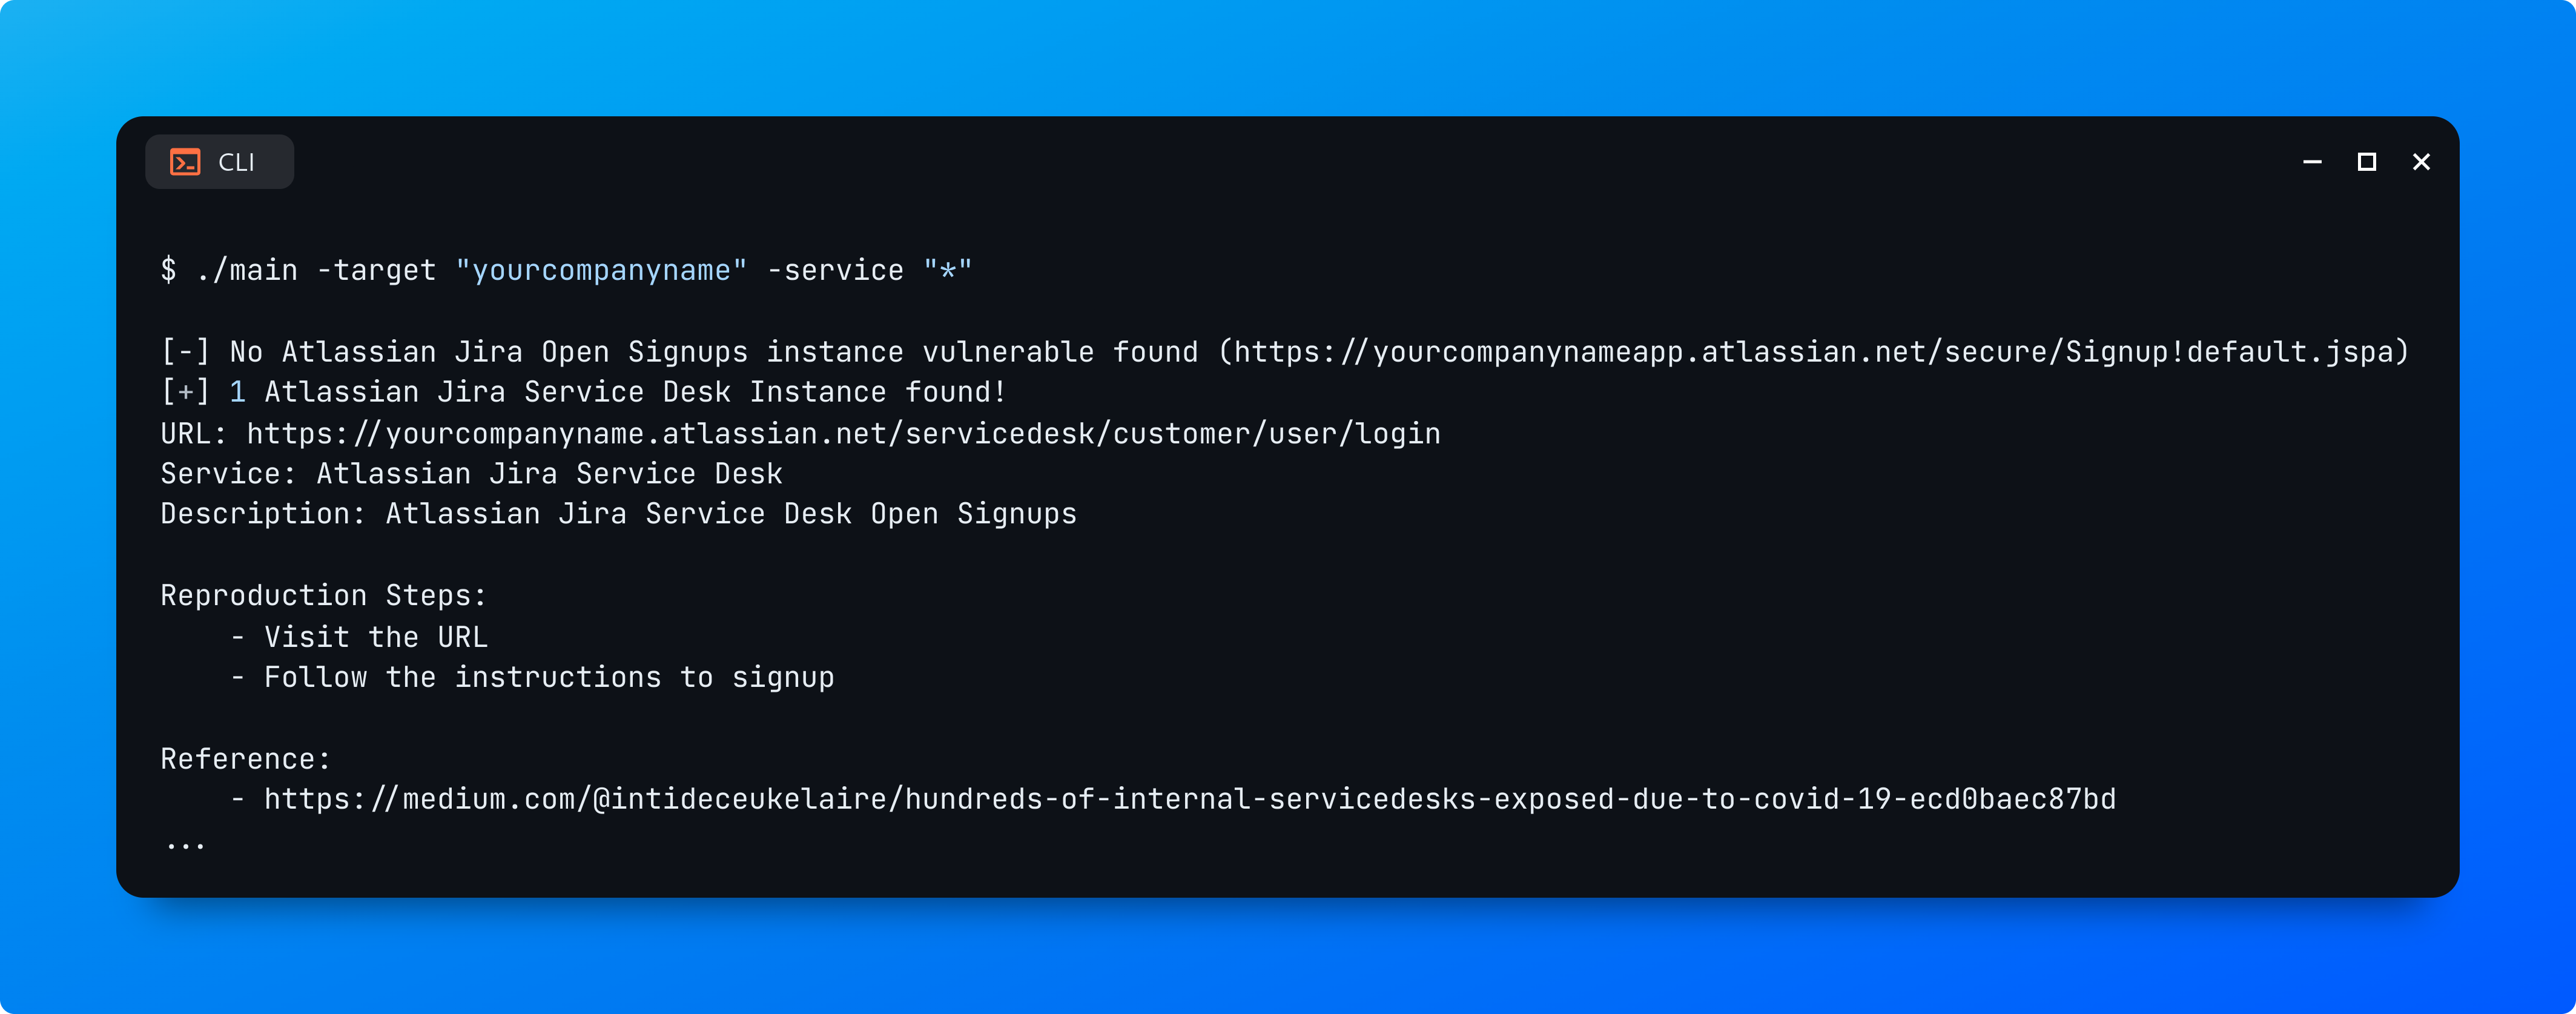 CLI
$ ./main -target "yourcompanyname" -service "*"
[-] No Atlassian Jira Open Signups instance vulnerable found (https://yourcompanynameapp.atlassian.net/secure/Signup!default.jspa)
[+] 1 Atlassian Jira Service Desk Instance found!
URL: https://yourcompanyname.atlassian.net/servicedesk/customer/user/login
Service: Atlassian Jira Service Desk
Description: Atlassian Jira Service Desk Open Signups
Reproduction Steps:
- Visit the URL
- Follow the instructions to signup
Reference:
- https://medium.com/@intideceukelaire/hundreds-of-internal-servicedesks-exposed-due-to-covid-19-ecd0baec87bd
...